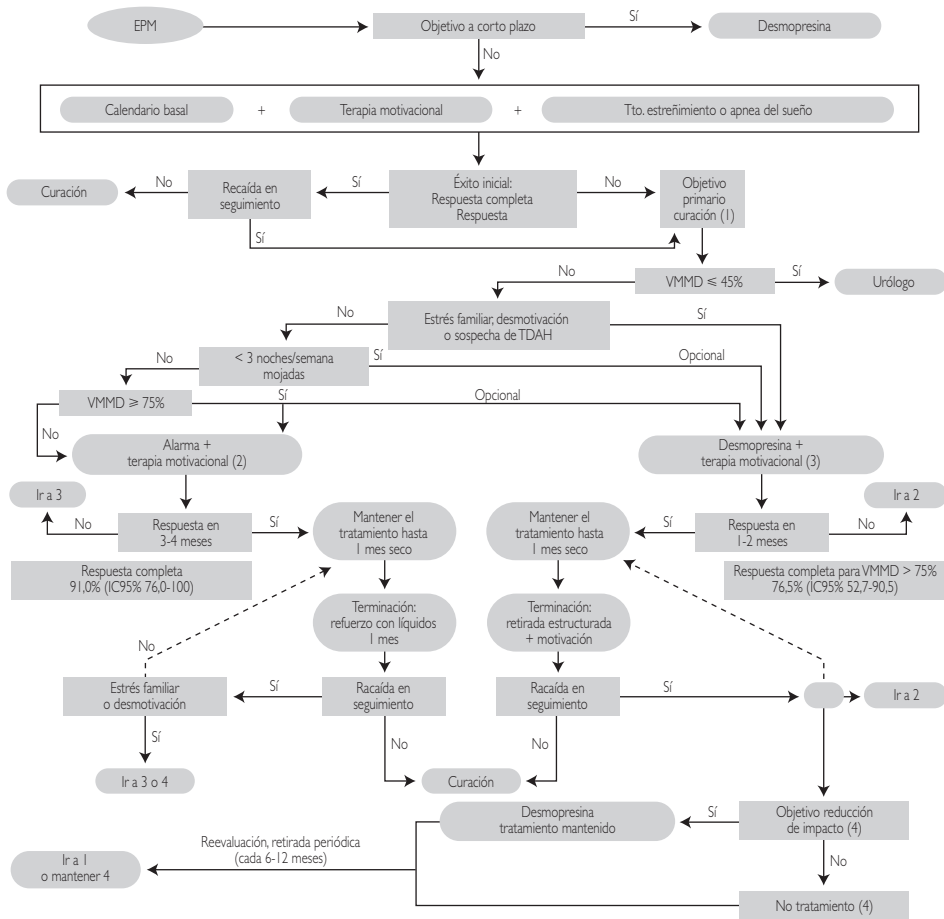 EPM
Objetivo a corto plazo
Sí
Desmopresina
No
Calendario basal
+
Terapia motivacional
+
Tto. estreñimiento o apnea del sueño
Curación
No
Recaída en
seguimiento
Sí
Éxito inicial:
Respuesta completa
Respuesta
No
Objetivo
primario
curación (1)
Sí
No
VMMD ≤ 45%
Sí
Urólogo
No
Estrés familiar, desmotivación
o sospecha de TDAH
Sí
No
< 3 noches/semana
mojadas
Sí
Opcional
VMMD ≥ 75%
Sí
Opcional
No
Alarma +
terapia motivacional (2)
Desmopresina +
terapia motivacional (3)
Ir a 3
No
Respuesta en
3-4 meses
Sí
Mantener el
tratamiento hasta
1 mes seco
Mantener el
tratamiento hasta
1 mes seco
Sí
Respuesta en
1-2 meses
No
Ir a 2
Respuesta completa
91,0% (IC95% 76,0-100)
Respuesta completa para VMMD > 75%
76,5% (IC95% 52,7-90,5)
Terminación:
refuerzo con líquidos
1 mes
Terminación:
retirada estructurada
+ motivación
No
Estrés familiar
o desmotivación
Sí
Racaída en
seguimiento
Racaída en
seguimiento
Sí
Ir a 2
Sí
No
No
Ir a 3 o 4
Curación
Desmopresina
tratamiento mantenido
Sí
Objetivo reducción
de impacto (4)
Reevaluación, retirada periódica
(cada 6-12 meses)
Ir a 1
o mantener 4
No
No tratamiento (4)